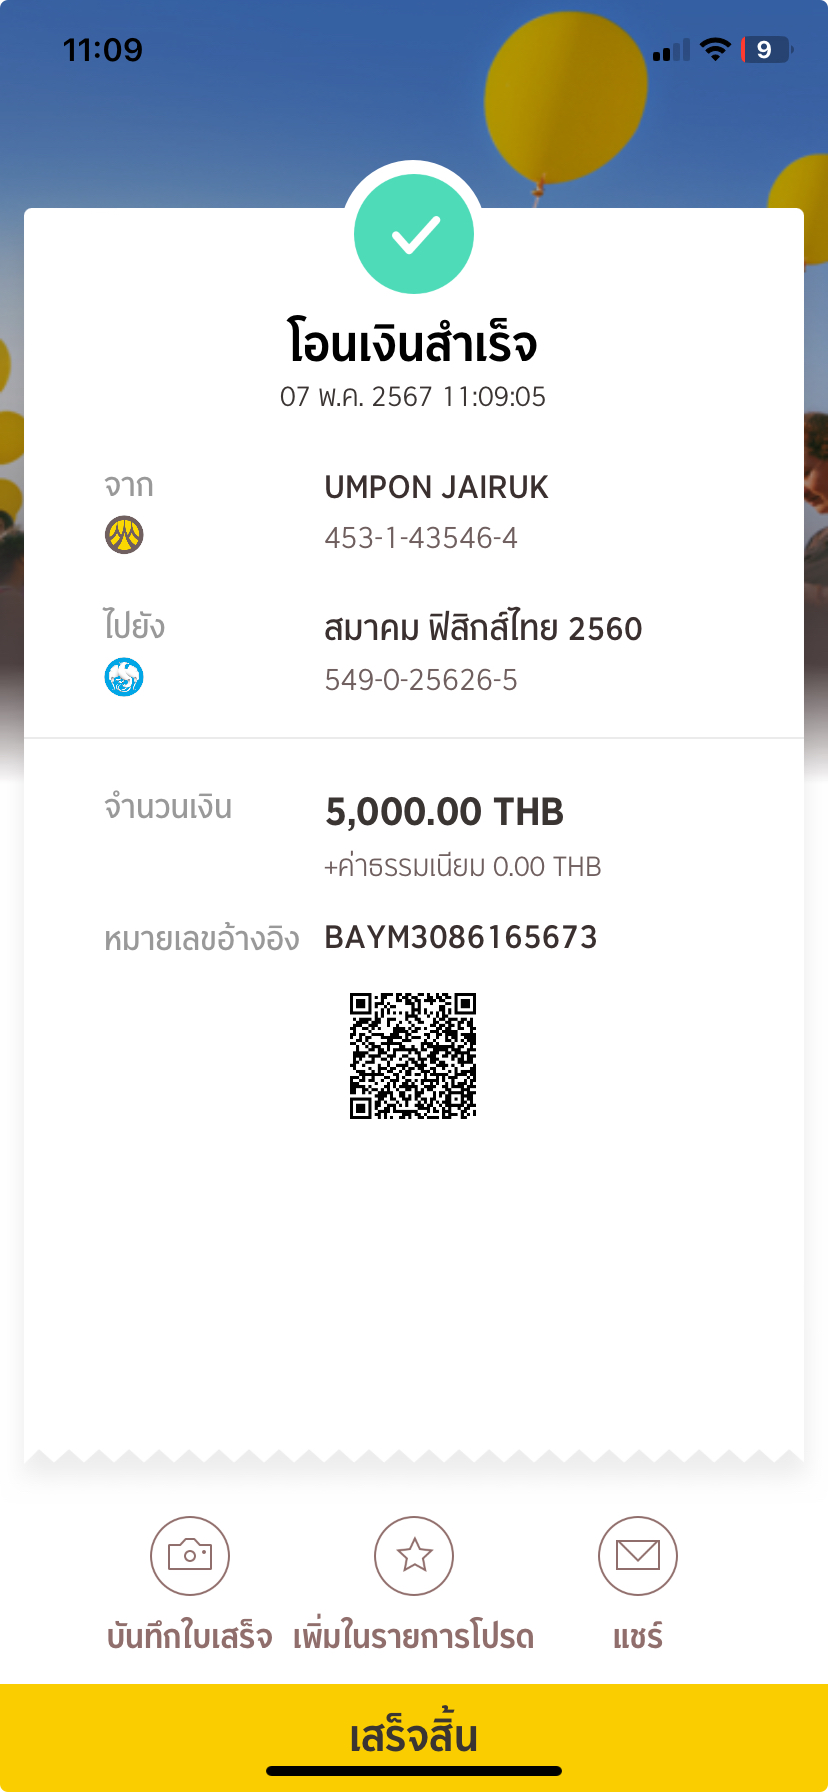 11:09
9
โอนเงินสำเร็จ
07 พ.ค. 2567 11:09:05
จาก
UMPON JAIRUK
453-1-43546-4
ไปยัง
สมาคม ฟิสิกส์ไทย 2560
549-0-25626-5
จำนวนเงิน
5,000.00 THB
+ค่าธรรมเนียม 0.00 THB
หมายเลขอ้างอิง BAYM3086165673
บันทึกใบเสร็จ เพิ่มในรายการโปรด แชร์
เสร็จสิ้น